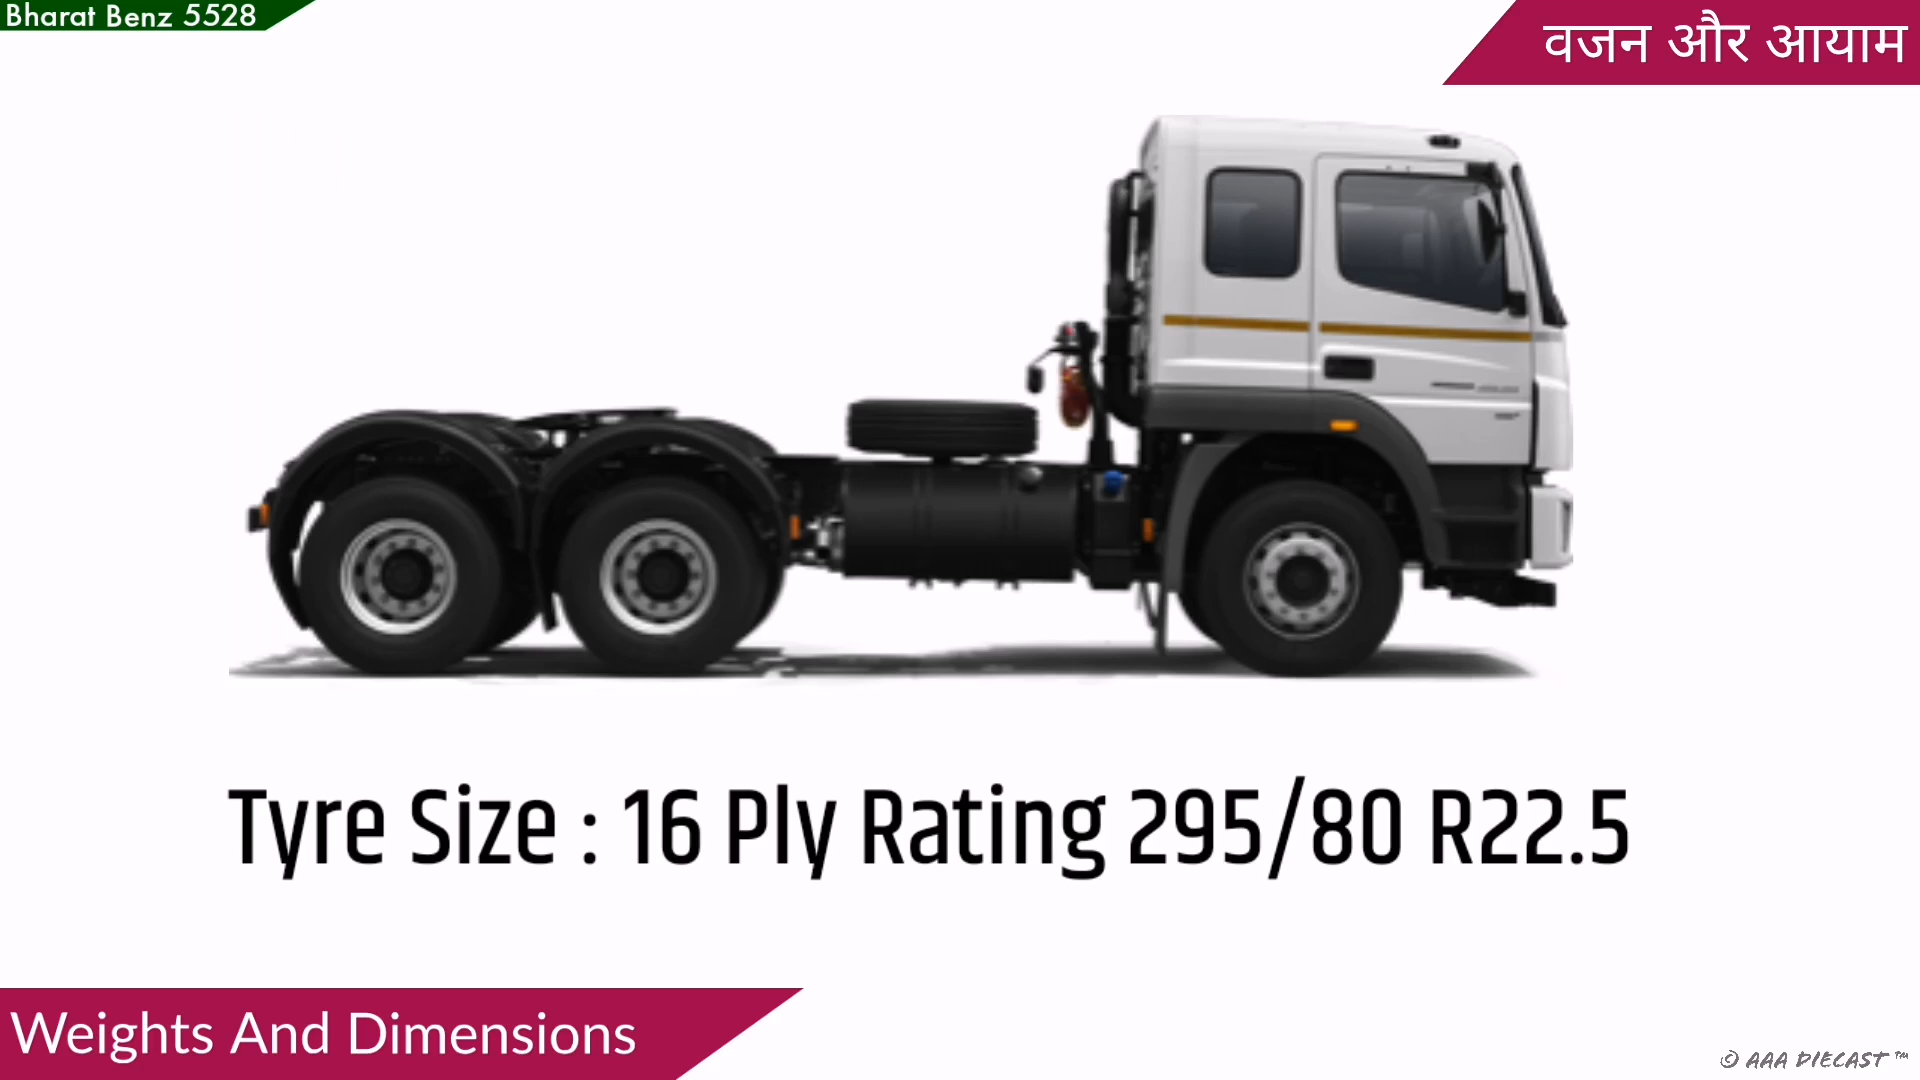 Bharat Benz 5528
वजन और आयाम
Tyre Size : 16 Ply Rating 295/80 R22.5
Weights And Dimensions
© AAA DIECAST ™